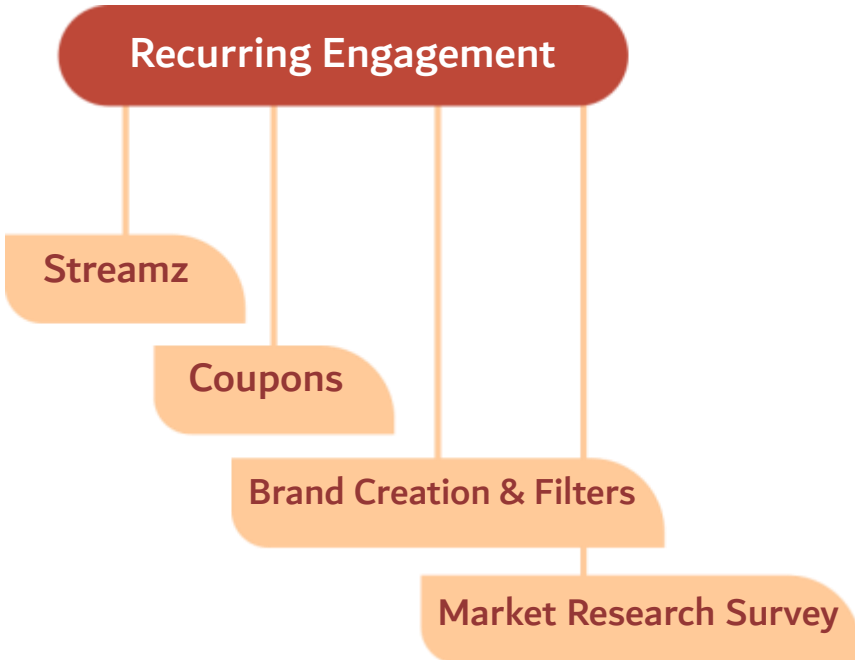 Recurring Engagement
Streamz
Coupons
Brand Creation & Filters
Market Research Survey